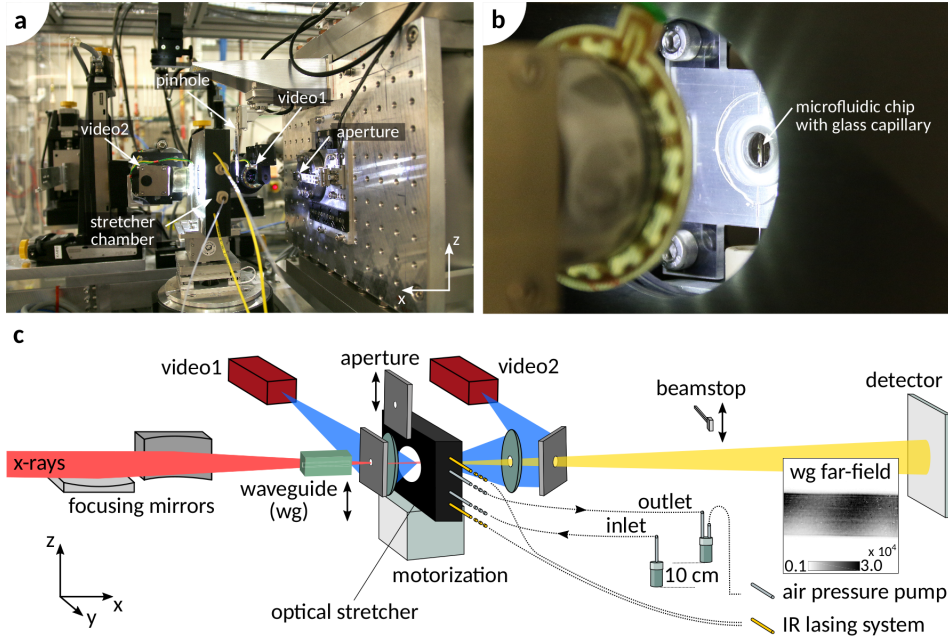 a
pinhole
video1
video2
aperture
stretcher
chamber
z
x
b
microfluidic chip
with glass capillary
c
video1
aperture
video2
beamstop
detector
x-rays
focusing mirrors
waveguide
(wg)
wg far-field
outlet
inlet
x 10⁴
0.1
3.0
10 cm
motorization
optical stretcher
air pressure pump
IR lasing system
z
x
y